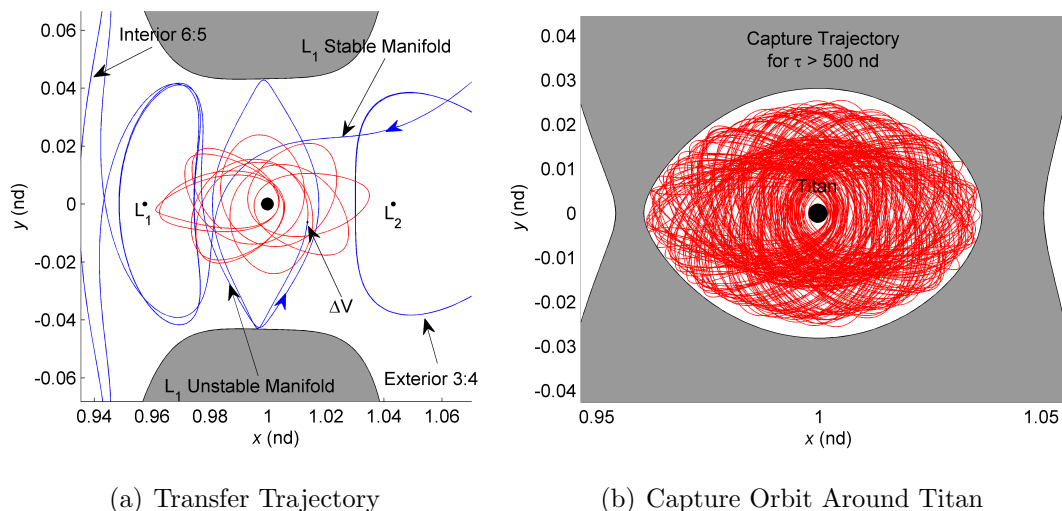 Interior 6:5
L1 Stable Manifold
L1
L2
ΔV
L1 Unstable Manifold
Exterior 3:4
0.06
0.04
0.02
0
-0.02
-0.04
-0.06
y (nd)
0.94 0.96 0.98 1 1.02 1.04 1.06
x (nd)
(a) Transfer Trajectory
Capture Trajectory
for τ > 500 nd
Titan
0.04
0.03
0.02
0.01
0
-0.01
-0.02
-0.03
-0.04
y (nd)
0.95 1 1.05
x (nd)
(b) Capture Orbit Around Titan